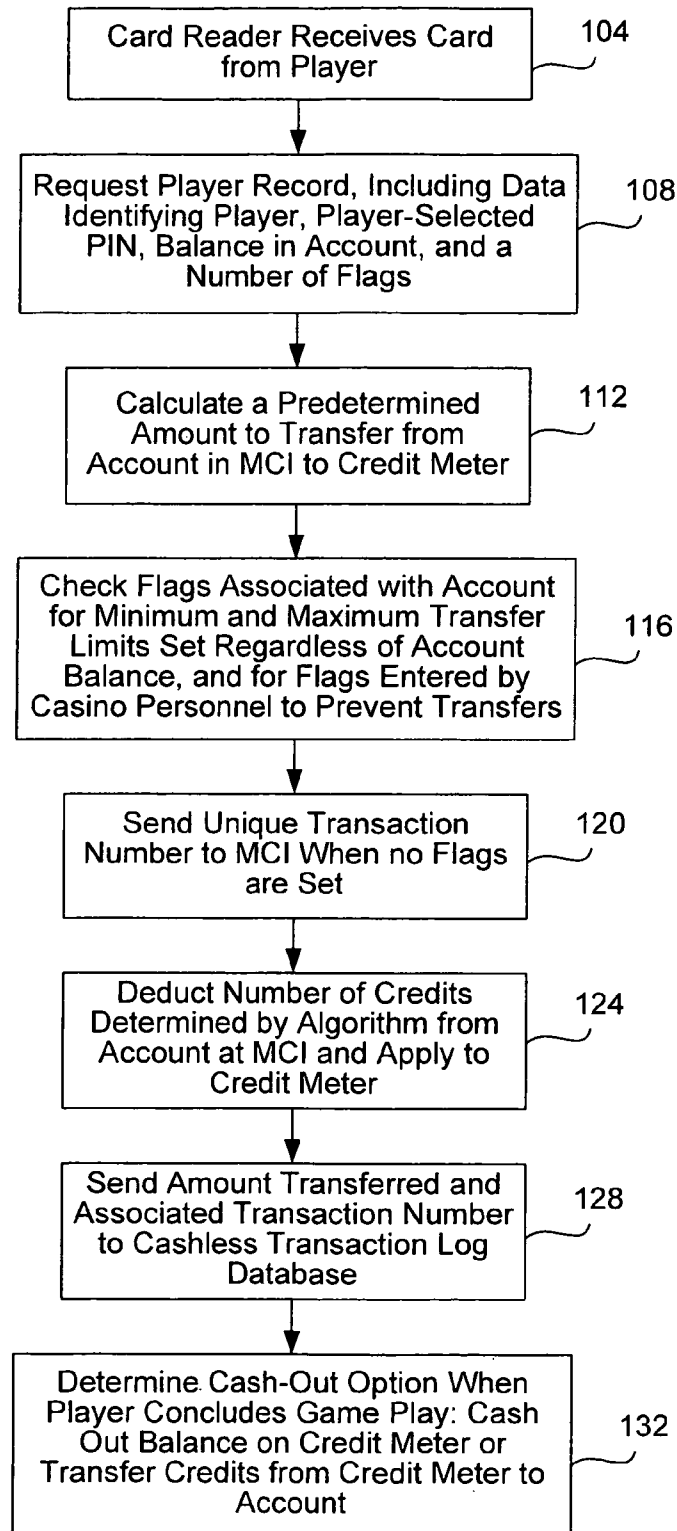 Card Reader Receives Card
from Player
104
Request Player Record, Including Data
Identifying Player, Player-Selected
PIN, Balance in Account, and a
Number of Flags
108
Calculate a Predetermined
Amount to Transfer from
Account in MCI to Credit Meter
112
Check Flags Associated with Account
for Minimum and Maximum Transfer
Limits Set Regardless of Account
Balance, and for Flags Entered by
Casino Personnel to Prevent Transfers
116
Send Unique Transaction
Number to MCI When no Flags
are Set
120
Deduct Number of Credits
Determined by Algorithm from
Account at MCI and Apply to
Credit Meter
124
Send Amount Transferred and
Associated Transaction Number
to Cashless Transaction Log
Database
128
Determine Cash-Out Option When
Player Concludes Game Play: Cash
Out Balance on Credit Meter or
Transfer Credits from Credit Meter to
Account
132